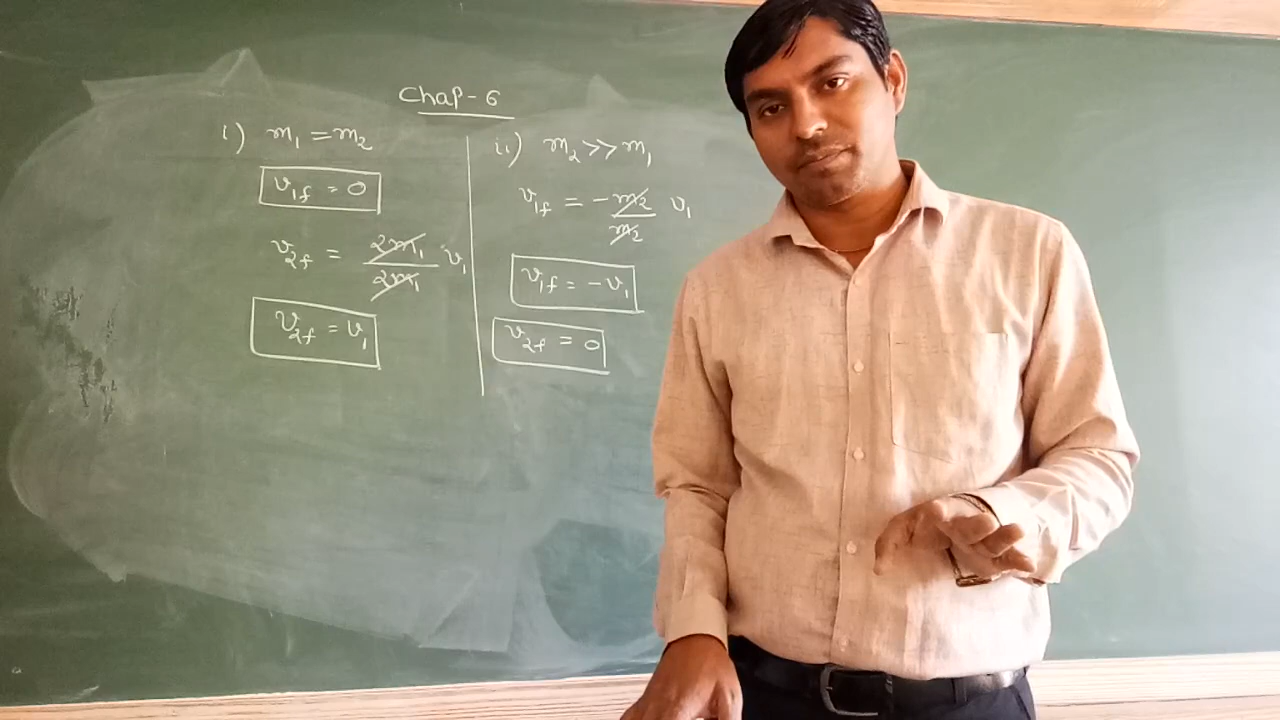 Chap-6
i) m₁ = m₂
v₁f = 0
v₂f = 2m₁/2m₁ v₁
v₂f = v₁
ii) m₂ >> m₁
v₁f = - m₂/m₂ v₁
v₁f = - v₁
v₂f = 0